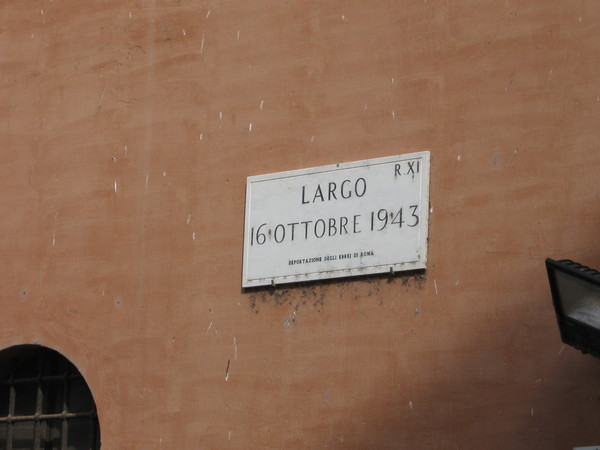 R.XI
LARGO
16·OTTOBRE 1943
DEPORTAZIONE DEGLI EBREI DI ROMA